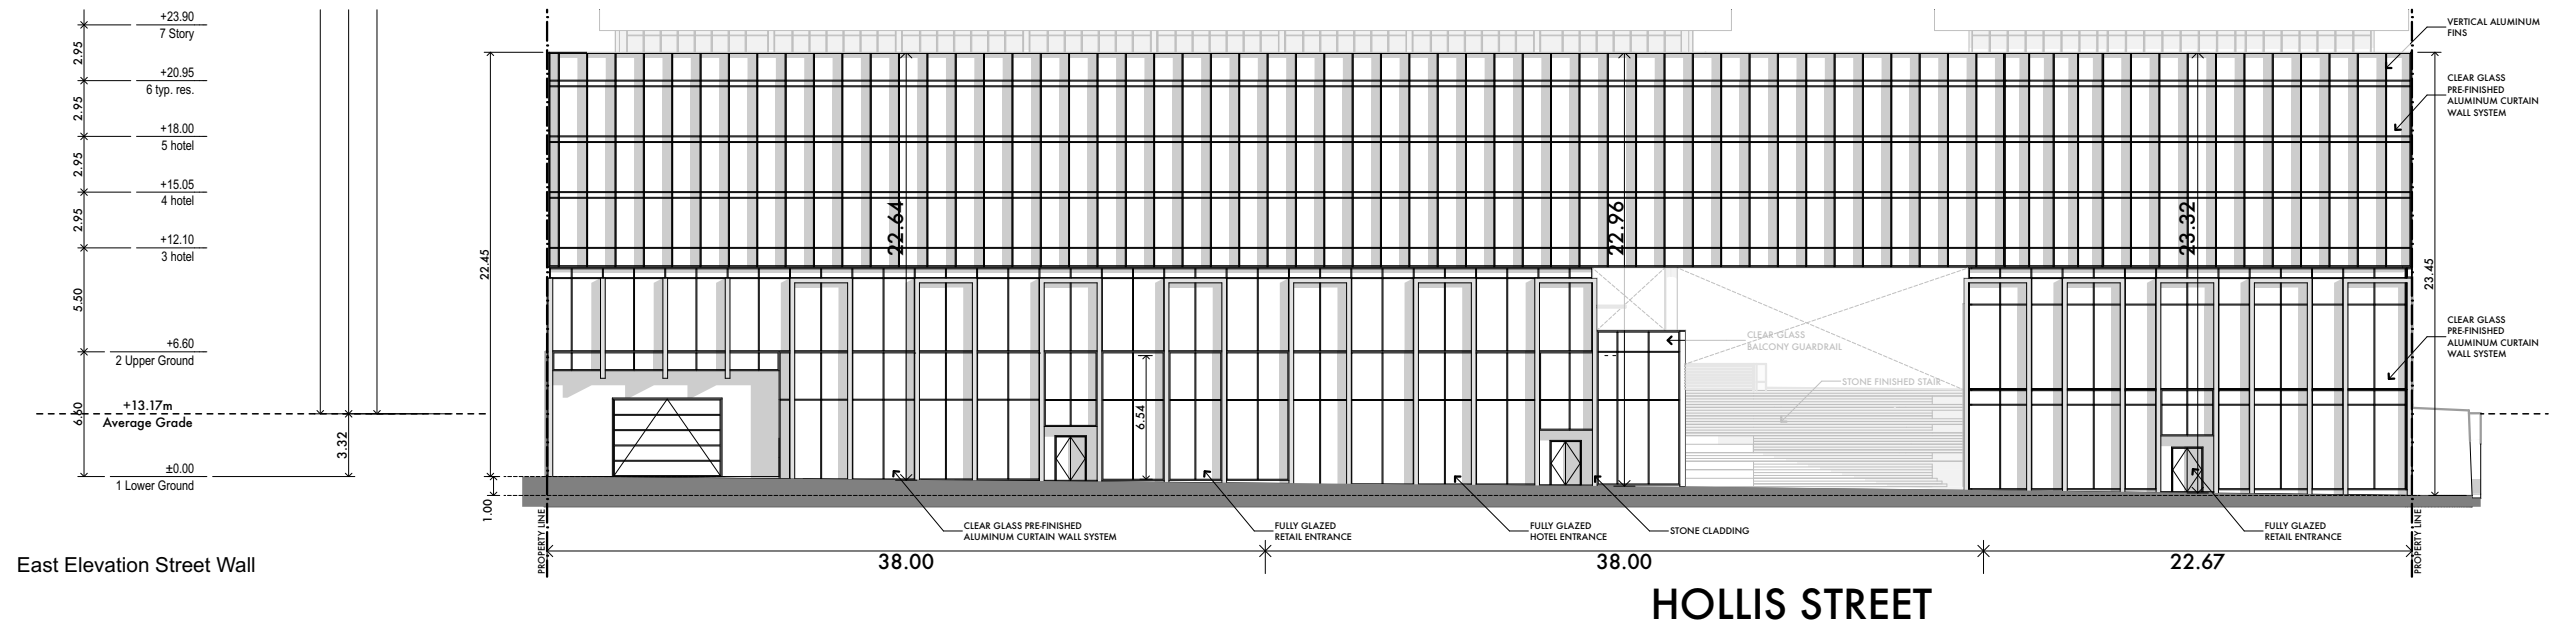 +23.90
7 Story
2.95
+20.95
6 typ. res.
2.95
+18.00
5 hotel
2.95
+15.05
4 hotel
2.95
+12.10
3 hotel
5.50
+6.60
2 Upper Ground
6.60
+13.17m
Average Grade
3.32
±0.00
1 Lower Ground
22.45
1.00
22.64
22.96
23.32
23.45
6.54
VERTICAL ALUMINUM
FINS
CLEAR GLASS
PRE-FINISHED
ALUMINUM CURTAIN
WALL SYSTEM
CLEAR GLASS
BALCONY GUARDRAIL
STONE FINISHED STAIR
CLEAR GLASS
PRE-FINISHED
ALUMINUM CURTAIN
WALL SYSTEM
PROPERTY LINE
CLEAR GLASS PRE-FINISHED
ALUMINUM CURTAIN WALL SYSTEM
FULLY GLAZED
RETAIL ENTRANCE
FULLY GLAZED
HOTEL ENTRANCE
STONE CLADDING
FULLY GLAZED
RETAIL ENTRANCE
PROPERTY LINE
38.00
38.00
22.67
East Elevation Street Wall
HOLLIS STREET